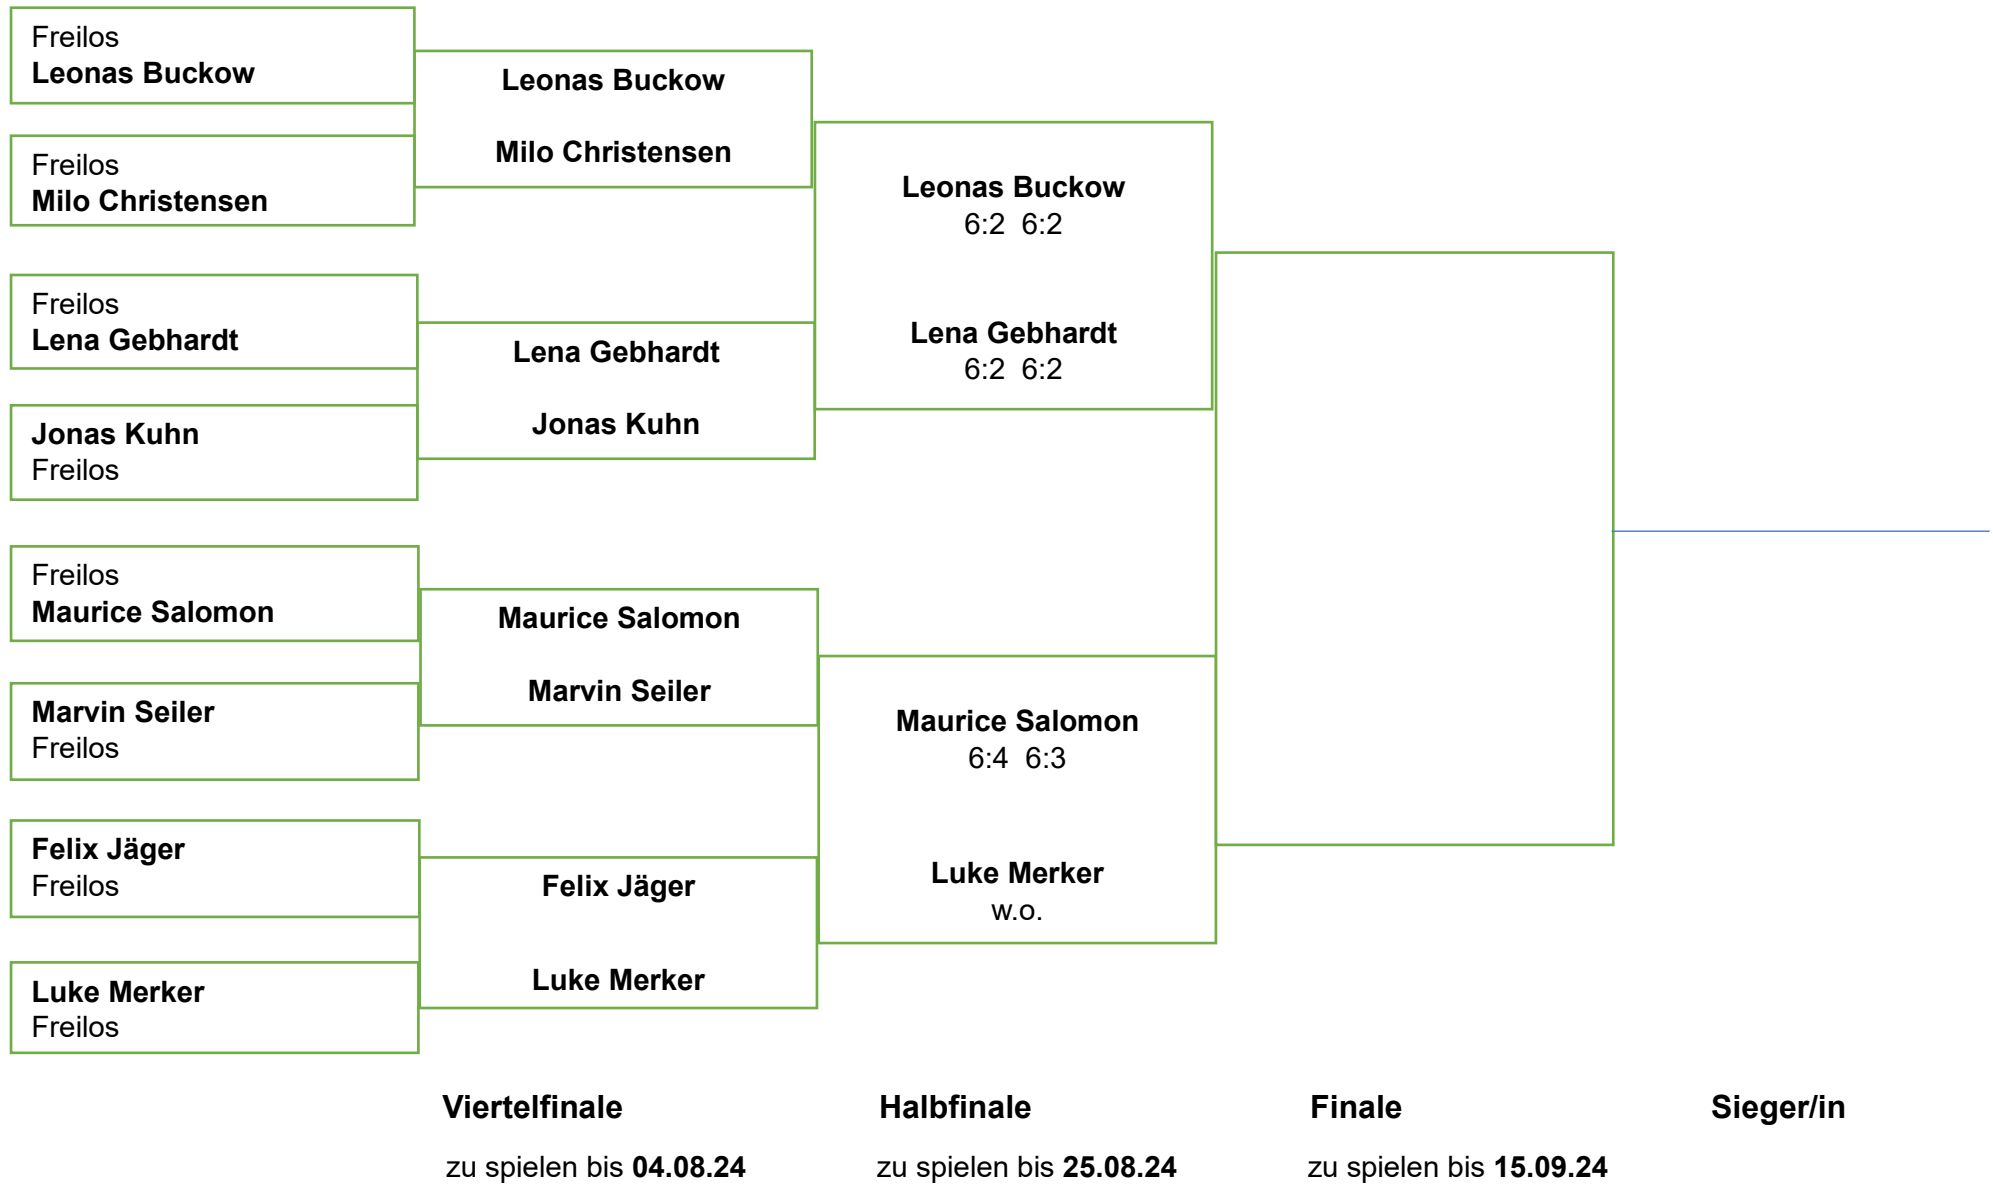 Freilos
Leonas Buckow
Freilos
Milo Christensen
Freilos
Lena Gebhardt
Jonas Kuhn
Freilos
Freilos
Maurice Salomon
Marvin Seiler
Freilos
Felix Jäger
Freilos
Luke Merker
Freilos
Leonas Buckow
Milo Christensen
Lena Gebhardt
Jonas Kuhn
Maurice Salomon
Marvin Seiler
Felix Jäger
Luke Merker
Leonas Buckow
6:2 6:2
Lena Gebhardt
6:2 6:2
Maurice Salomon
6:4 6:3
Luke Merker
w.o.
Viertelfinale
zu spielen bis 04.08.24
Halbfinale
zu spielen bis 25.08.24
Finale
zu spielen bis 15.09.24
Sieger/in